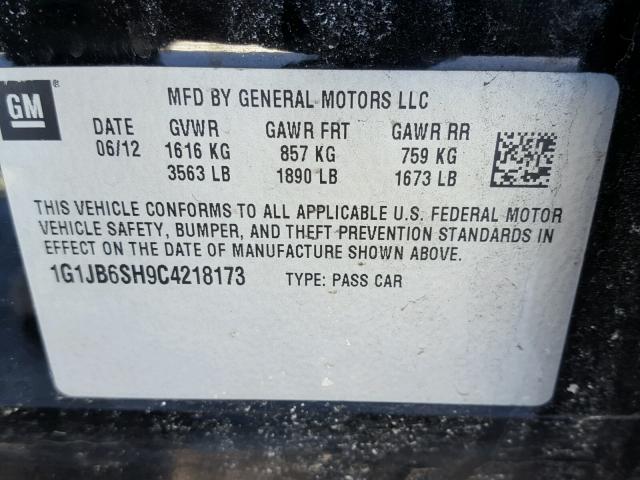 GM ®
MFD BY GENERAL MOTORS LLC
DATE GVWR GAWR FRT GAWR RR
06/12 1616 KG 857 KG 759 KG
3563 LB 1890 LB 1673 LB
THIS VEHICLE CONFORMS TO ALL APPLICABLE U.S. FEDERAL MOTOR
VEHICLE SAFETY, BUMPER, AND THEFT PREVENTION STANDARDS IN
EFFECT ON THE DATE OF MANUFACTURE SHOWN ABOVE.
1G1JB6SH9C4218173 TYPE: PASS CAR